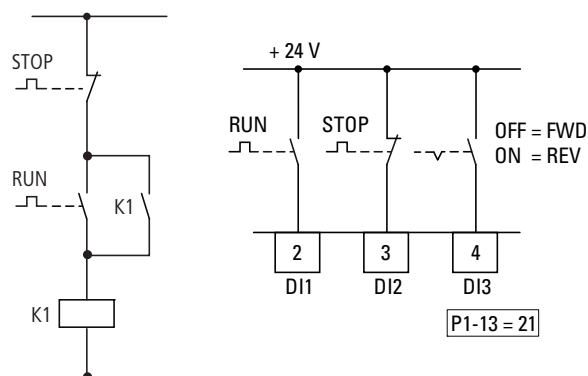 STOP
RUN
K1
K1
+ 24 V
RUN
STOP
OFF = FWD
ON = REV
2
3
4
DI1
DI2
DI3
P1-13 = 21